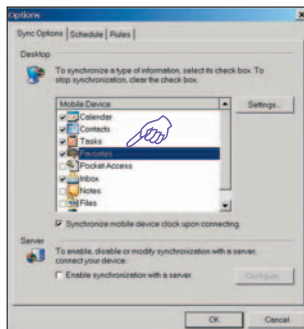 Options
Sync Options
Schedule
Rules
Desktop
To synchronize a type of information, select its check box. To
stop synchronization, clear the check box.
Mobile Device
Settings...
Calendar
Contacts
Tasks
Favorites
Pocket Access
Inbox
Notes
Files
Synchronize mobile device clock upon connecting.
Server
To enable, disable or modify synchronization with a server,
connect your device.
Enable synchronization with a server.
Configure...
OK
Cancel